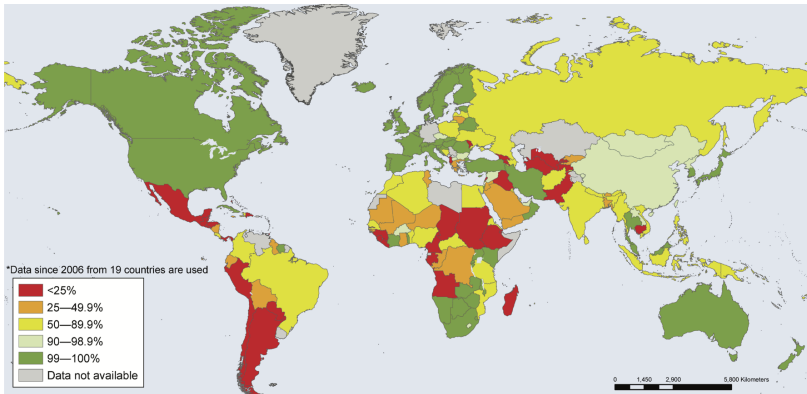 *Data since 2006 from 19 countries are used
<25%
25—49.9%
50—89.9%
90—98.9%
99—100%
Data not available
0 1,450 2,900 5,800 Kilometers